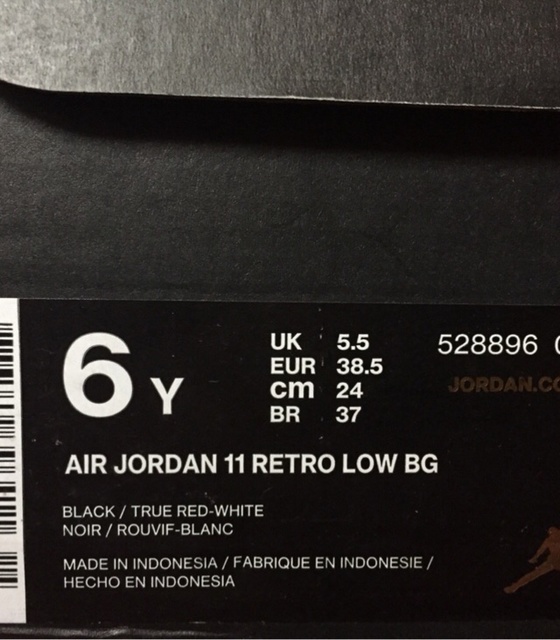 6 Y
UK 5.5
EUR 38.5
cm 24
BR 37
528896
JORDAN.CO
AIR JORDAN 11 RETRO LOW BG
BLACK / TRUE RED-WHITE
NOIR / ROUVIF-BLANC
MADE IN INDONESIA / FABRIQUE EN INDONESIE /
HECHO EN INDONESIA